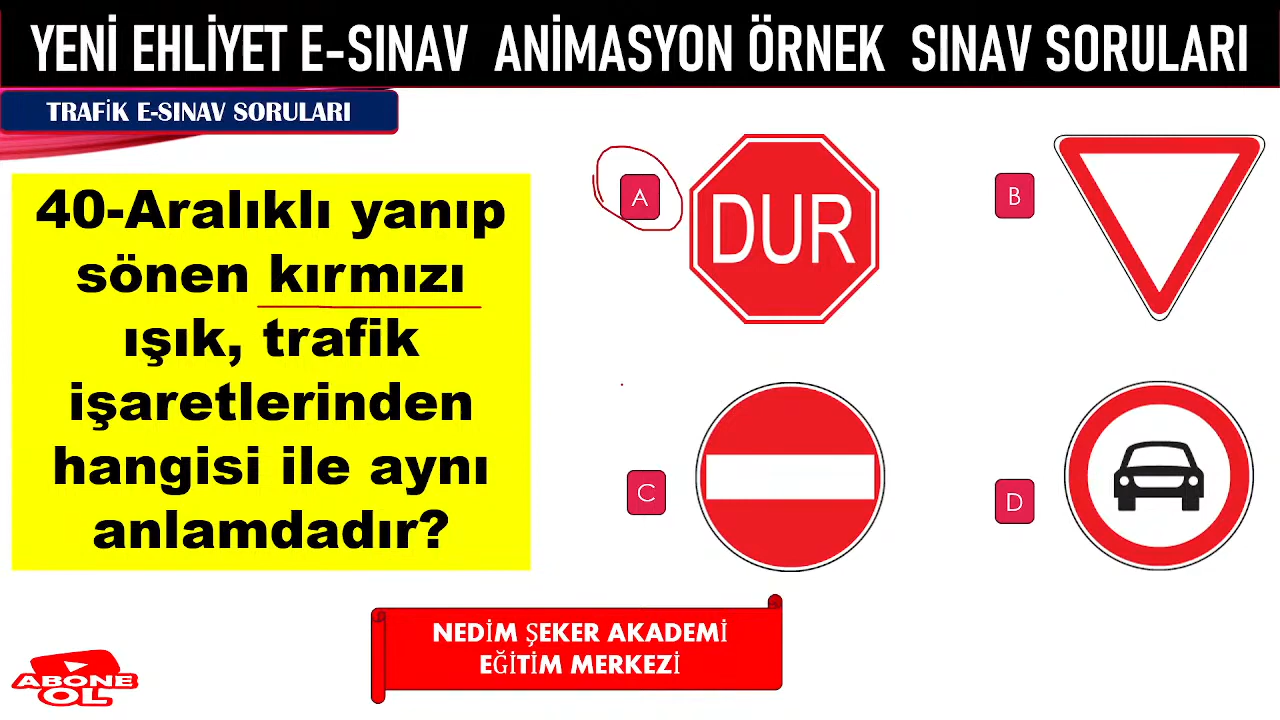 YENİ EHLİYET E-SINAV ANİMASYON ÖRNEK SINAV SORULARI
TRAFİK E-SINAV SORULARI
40-Aralıklı yanıp
sönen kırmızı
ışık, trafik
işaretlerinden
hangisi ile aynı
anlamdadır?
A
DUR
B
C
D
NEDİM ŞEKER AKADEMİ
EĞİTİM MERKEZİ
ABONE
OL